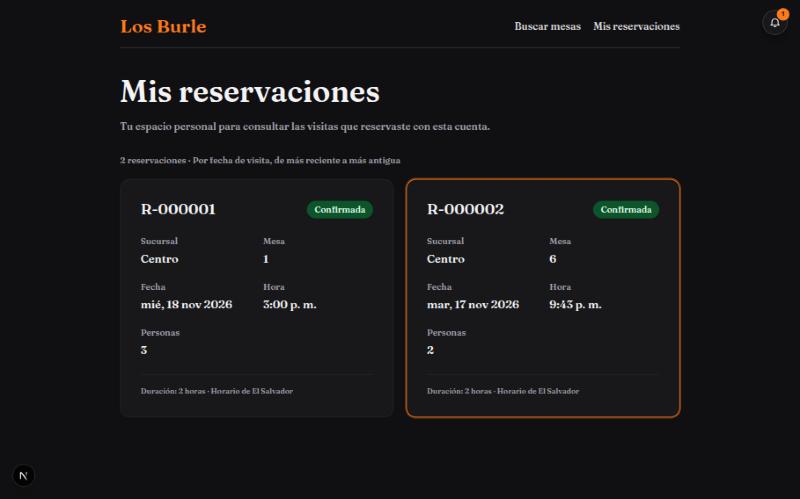 Los Burle
Buscar mesas
Mis reservaciones
1
Mis reservaciones
Tu espacio personal para consultar las visitas que reservaste con esta cuenta.
2 reservaciones · Por fecha de visita, de más reciente a más antigua
R-000001
Confirmada
Sucursal
Mesa
Centro
1
Fecha
Hora
mié, 18 nov 2026
3:00 p. m.
Personas
3
Duración: 2 horas · Horario de El Salvador
R-000002
Confirmada
Sucursal
Mesa
Centro
6
Fecha
Hora
mar, 17 nov 2026
9:43 p. m.
Personas
2
Duración: 2 horas · Horario de El Salvador
N